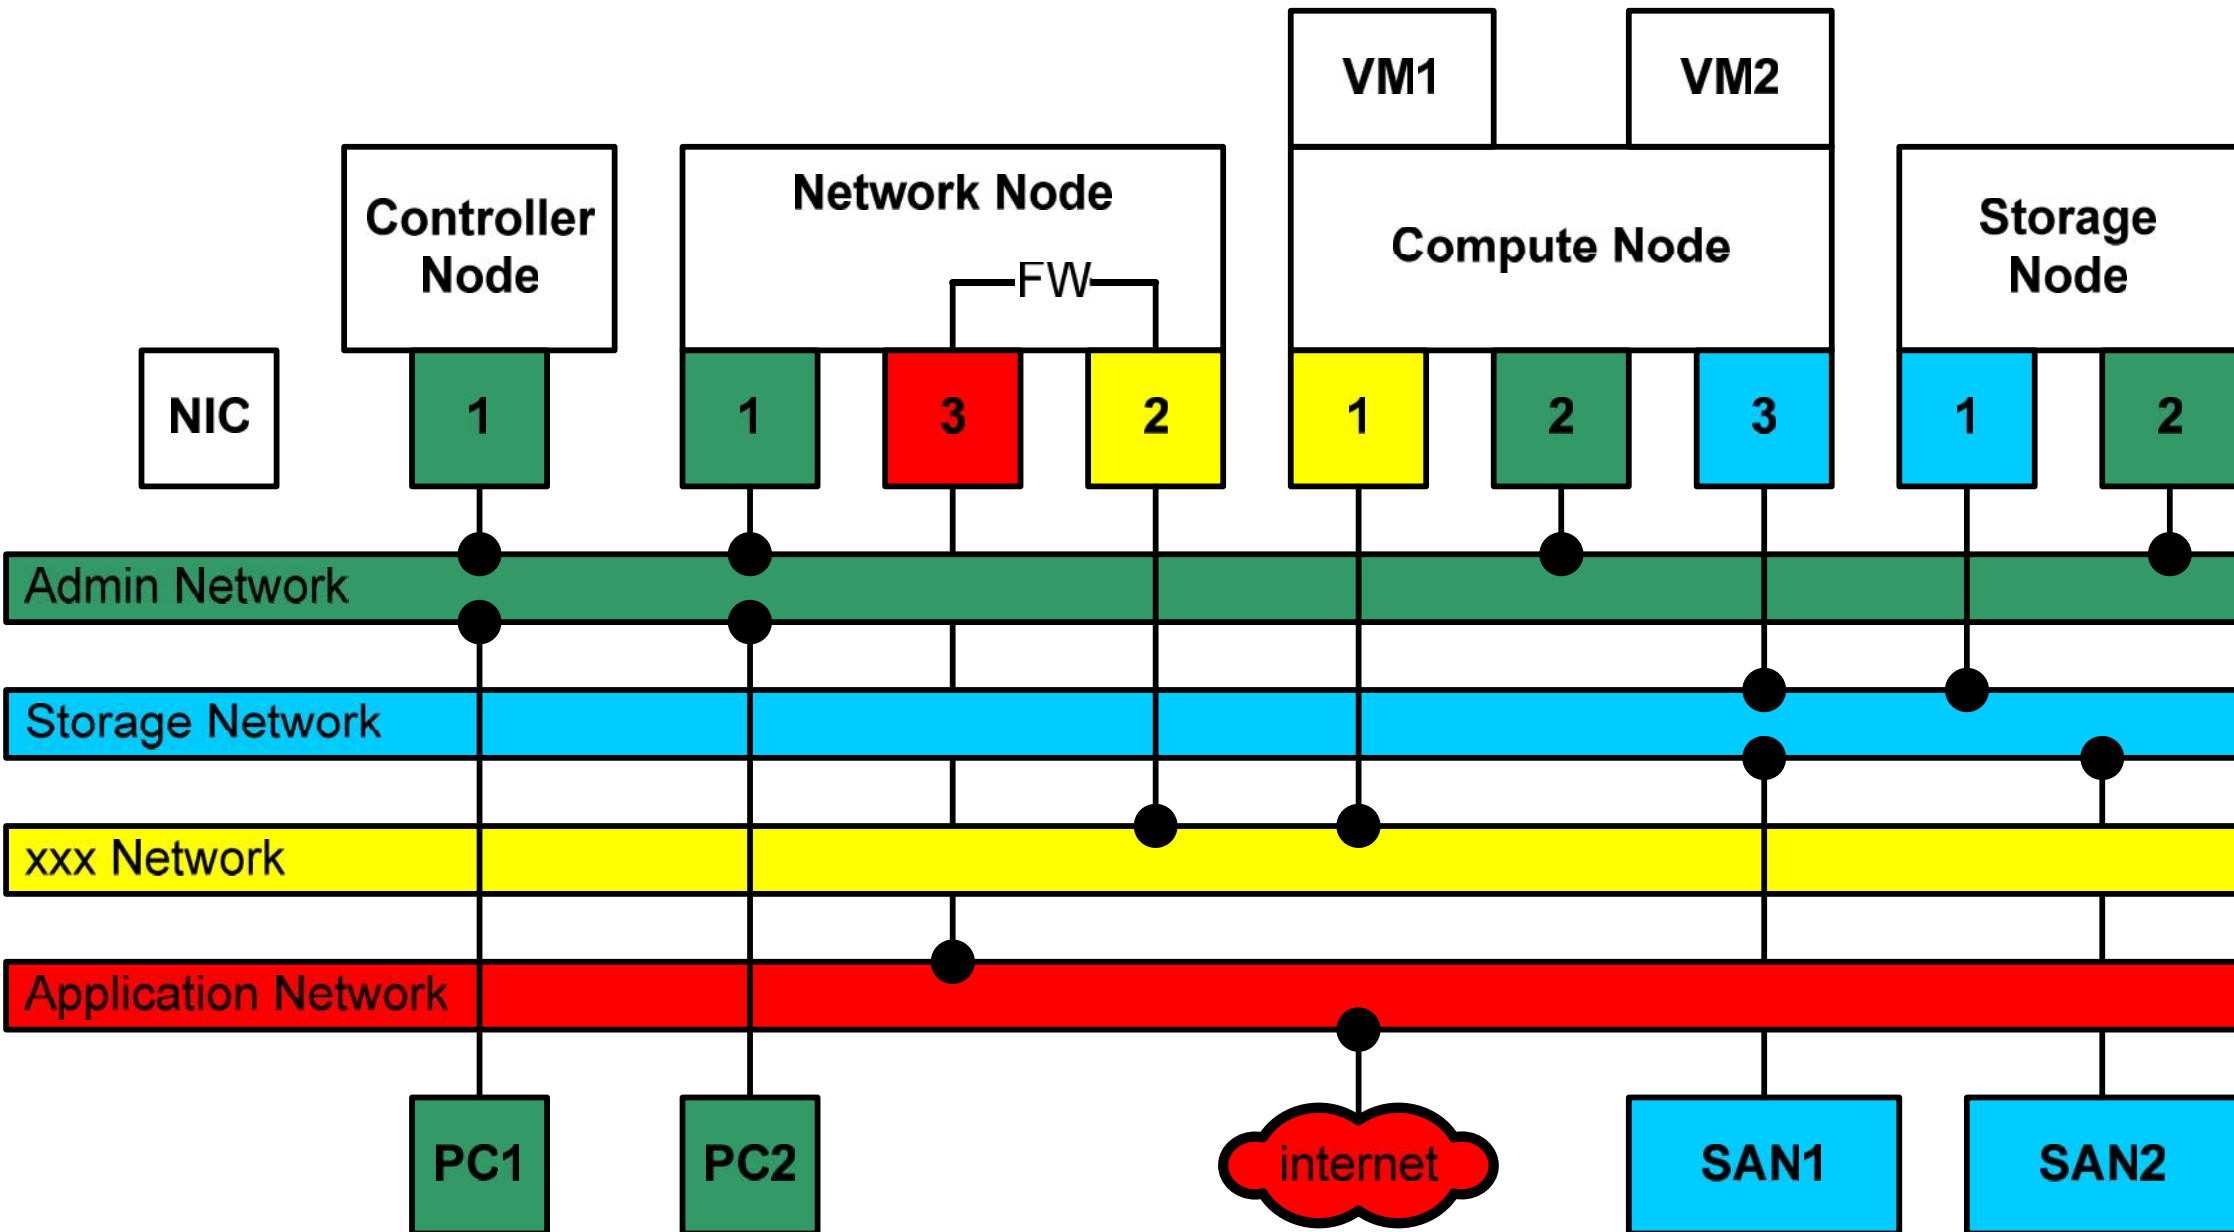 VM1
VM2
Controller
Node
Network Node
FW
Compute Node
Storage
Node
NIC
1
1
3
2
1
2
3
1
2
Admin Network
Storage Network
xxx Network
Application Network
PC1
PC2
internet
SAN1
SAN2